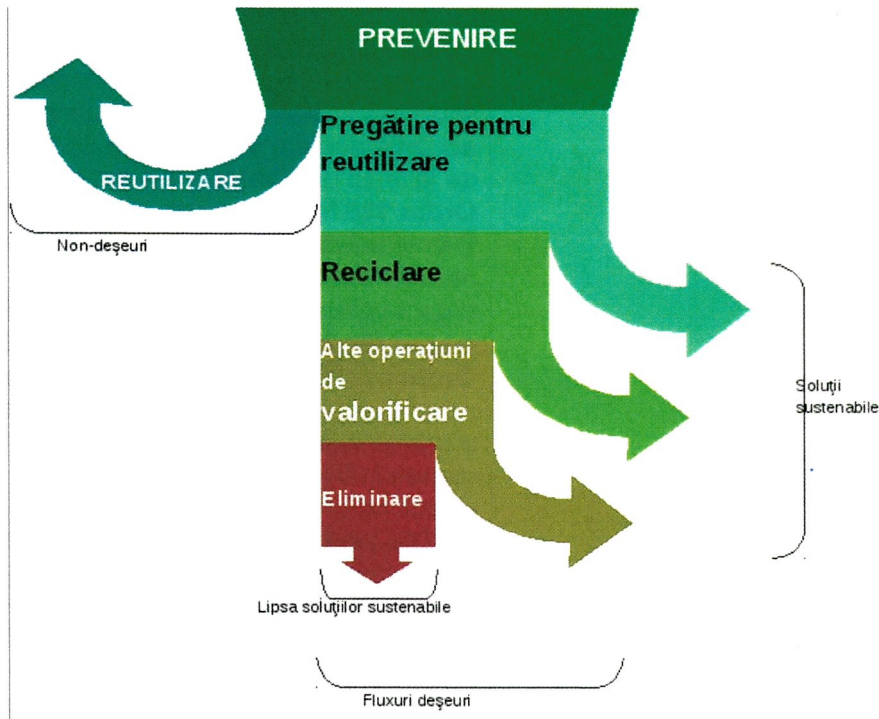 PREVENIRE
Pregătire pentru
reutilizare
REUTILIZARE
Non-deşeuri
Reciclare
Alte operaţiuni
de
valorificare
Soluţii
sustenabile
Eliminare
Lipsa soluţiilor sustenabile
Fluxuri deşeuri